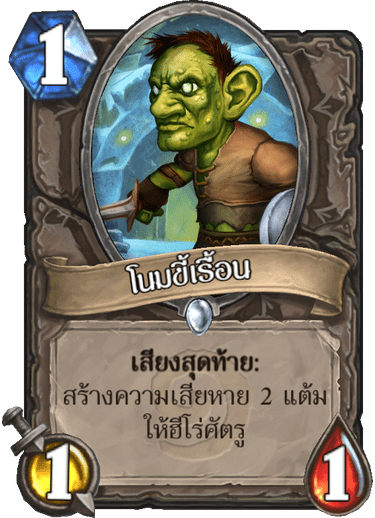 1
โนมขี้เรื้อน
เสียงสุดท้าย:
สร้างความเสียหาย 2 แต้ม
ให้ฮีโร่ศัตรู
1 1